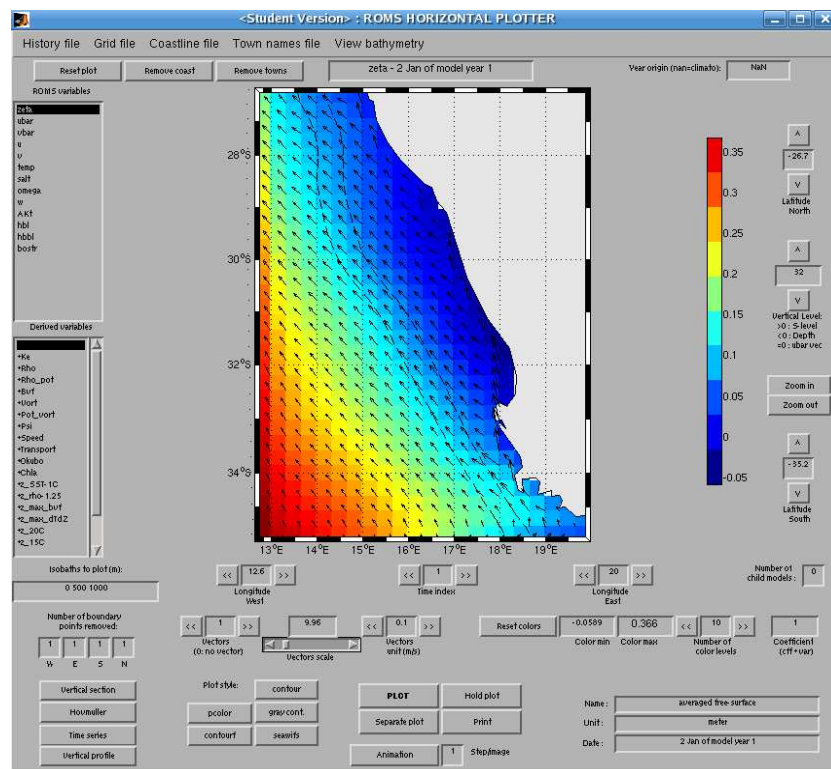 <Student Version> : ROMS HORIZONTAL PLOTTER
History file Grid file Coastline file Town names file View bathymetry
Reset plot Remove coast Remove towns zeta - 2 Jan of model year 1 Year origin (nan=climato): NaN
ROMS variables
zeta
ubar
vbar
u
v
temp
salt
omega
w
AKt
hbl
hbbl
bostr
Derived variables
*Ke
*Rho
*Rho_pot
*Bvf
*Vort
*Pot_vort
*Psi
*Speed
*Transport
*Okubo
*Chla
*z_SST-1C
*z_rho-1.25
*z_max_bvf
*z_max_dTdZ
*z_20C
*z_15C
28°S
30°S
32°S
34°S
13°E 14°E 15°E 16°E 17°E 18°E 19°E
0.35
0.3
0.25
0.2
0.15
0.1
0.05
0
-0.05
^
-26.7
v
Latitude
North
^
32
v
Vertical Level:
>0 : S-level
<0 : Depth
=0 : ubar vec
Zoom in
Zoom out
^
-35.2
v
Latitude
South
Isobaths to plot (m):
0 500 1000
<< 12.6 >>
Longitude
West
<< 1 >>
Time index
<< 20 >>
Longitude
East
Number of
child models : 0
Number of boundary
points removed:
1 1 1 1
W E S N
<< 1 >>
Vectors
(0: no vector)
9.96
Vectors scale
<< 0.1 >>
Vectors
unit (m/s)
Reset colors
-0.0589 0.366
Color min Color max
<< 10 >>
Number of
color levels
1
Coefficient
(cff*var)
Vertical section
Hovmuller
Time series
Vertical profile
Plot style:
contour
pcolor gray cont.
contourf seawifs
PLOT Hold plot
Separate plot Print
Animation 1 Step/image
Name : averaged free-surface
Unit : meter
Date : 2 Jan of model year 1